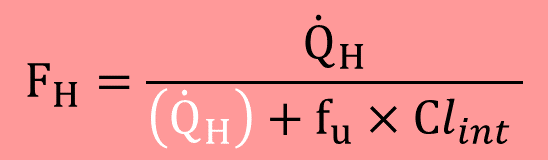 F_H = Q̇_H / ((Q̇_H) + f_u × Cl_int)